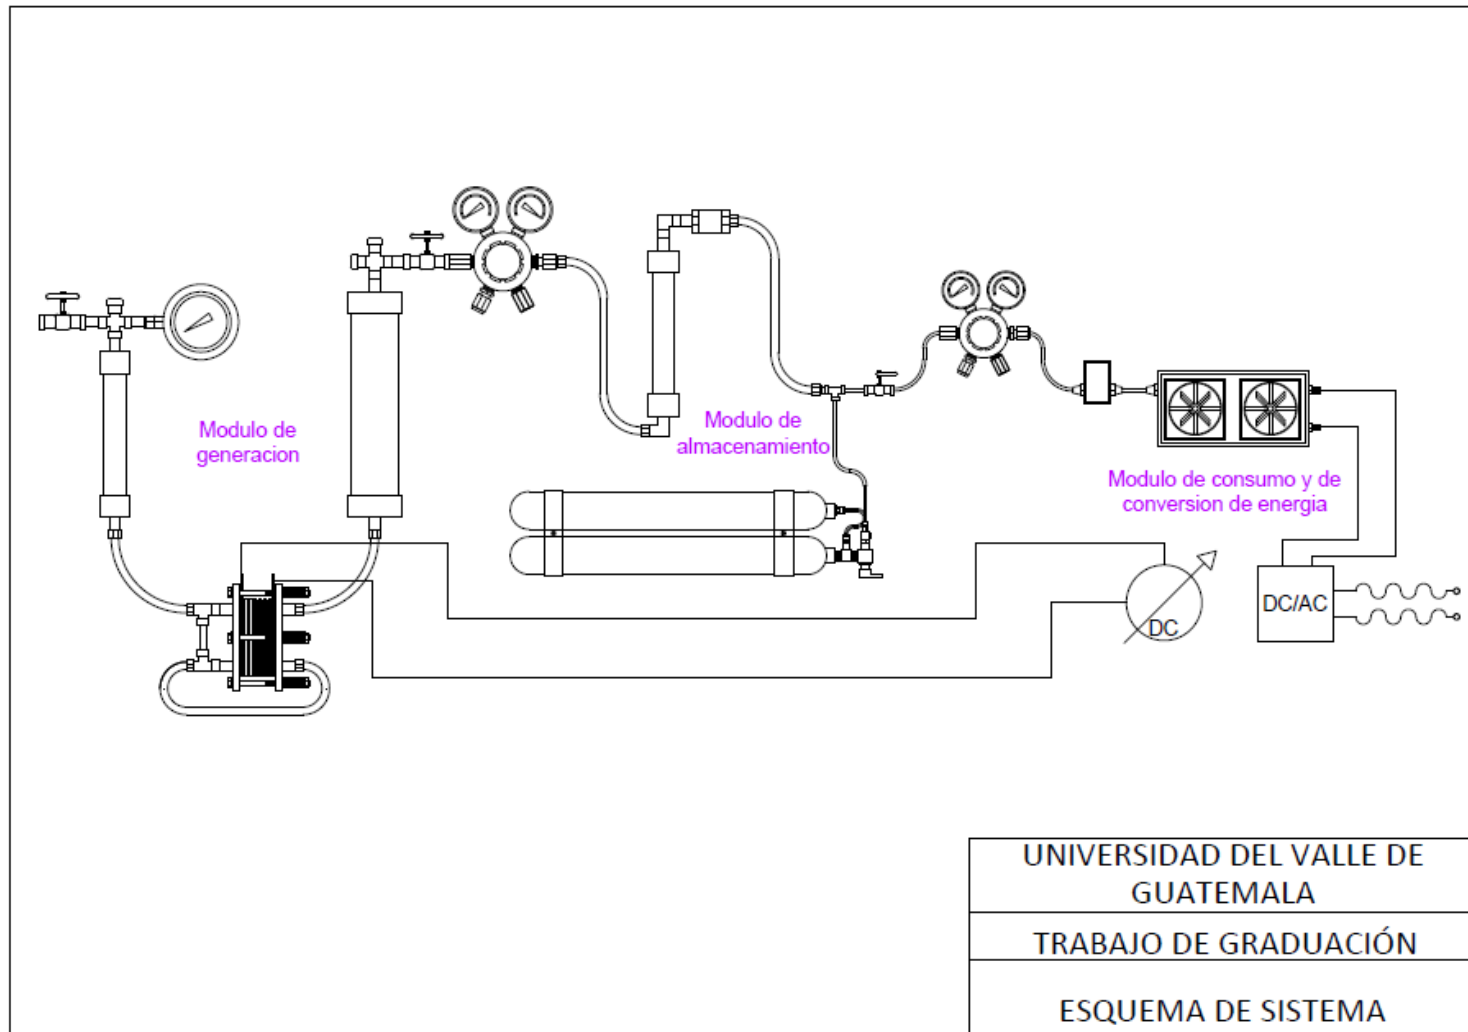 Modulo de
generacion
Modulo de
almacenamiento
Modulo de consumo y de
conversion de energia
DC
DC/AC
UNIVERSIDAD DEL VALLE DE
GUATEMALA
TRABAJO DE GRADUACIÓN
ESQUEMA DE SISTEMA